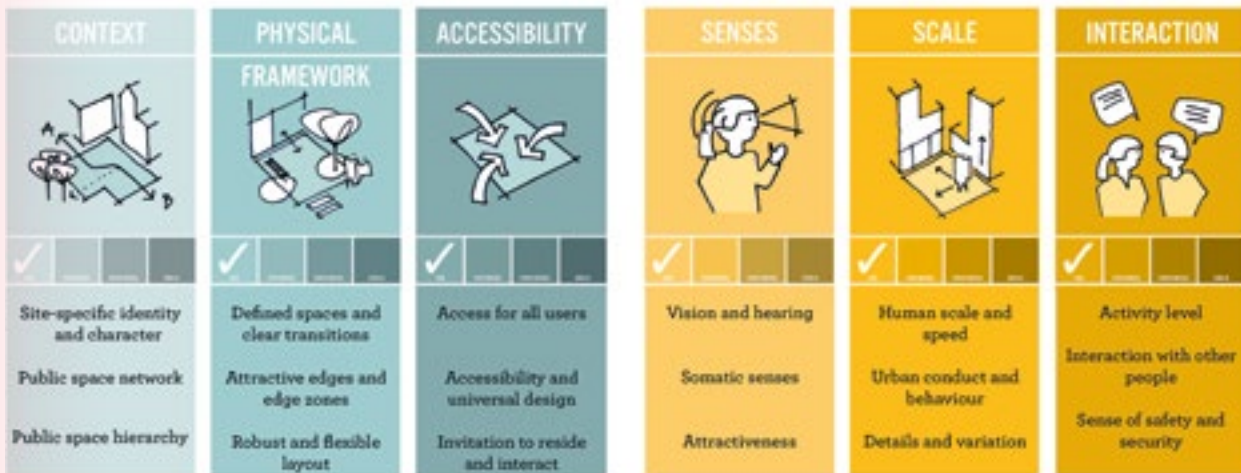 CONTEXT
PHYSICAL
FRAMEWORK
ACCESSIBILITY
SENSES
SCALE
INTERACTION
A
B
Site-specific identity
and character
Public space network
Public space hierarchy
Defined spaces and
clear transitions
Attractive edges and
edge zones
Robust and flexible
layout
Access for all users
Accessibility and
universal design
Invitation to reside
and interact
Vision and hearing
Somatic senses
Attractiveness
Human scale and
speed
Urban conduct and
behaviour
Details and variation
Activity level
Interaction with other
people
Sense of safety and
security